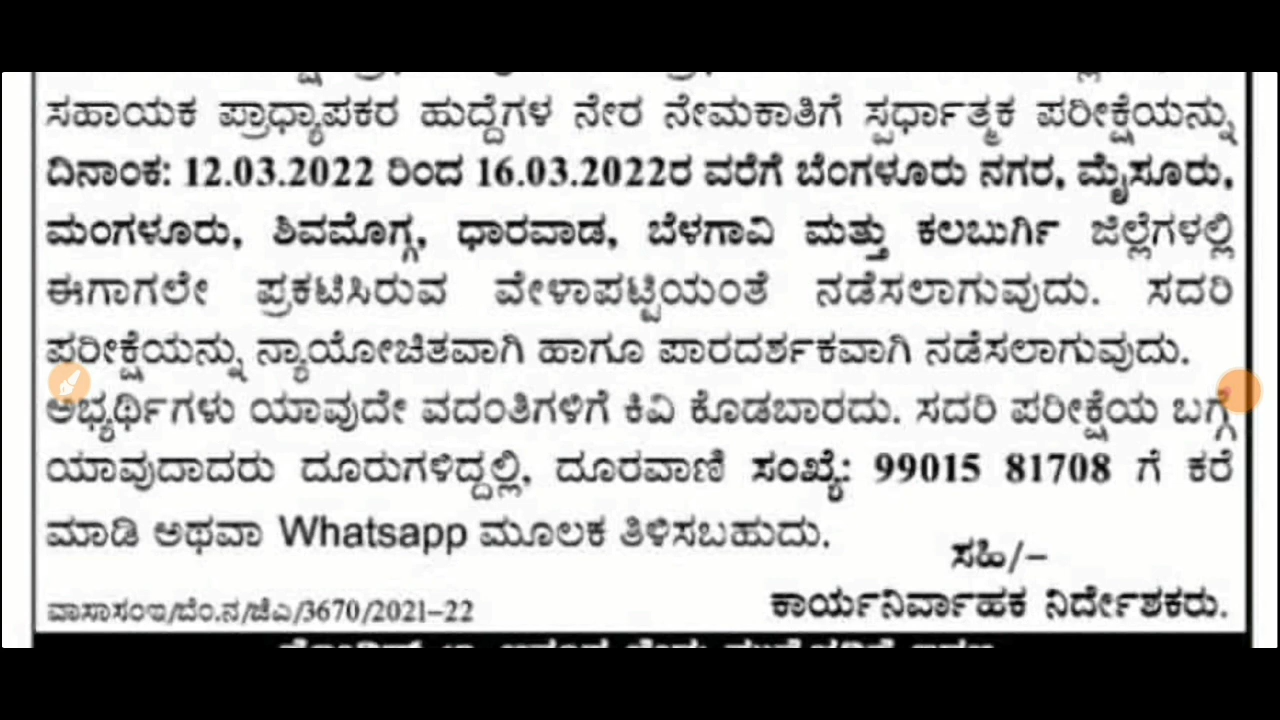 ಸಹಾಯಕ ಪ್ರಾಧ್ಯಾಪಕರ ಹುದ್ದೆಗಳ ನೇರ ನೇಮಕಾತಿಗೆ ಸ್ಪರ್ಧಾತ್ಮಕ ಪರೀಕ್ಷೆಯನ್ನು
ದಿನಾಂಕ: 12.03.2022 ರಿಂದ 16.03.2022ರ ವರೆಗೆ ಬೆಂಗಳೂರು ನಗರ, ಮೈಸೂರು,
ಮಂಗಳೂರು, ಶಿವಮೊಗ್ಗ, ಧಾರವಾಡ, ಬೆಳಗಾವಿ ಮತ್ತು ಕಲಬುರ್ಗಿ ಜಿಲ್ಲೆಗಳಲ್ಲಿ
ಈಗಾಗಲೇ ಪ್ರಕಟಿಸಿರುವ ವೇಳಾಪಟ್ಟಿಯಂತೆ ನಡೆಸಲಾಗುವುದು. ಸದರಿ
ಪರೀಕ್ಷೆಯನ್ನು ನ್ಯಾಯೋಚಿತವಾಗಿ ಹಾಗೂ ಪಾರದರ್ಶಕವಾಗಿ ನಡೆಸಲಾಗುವುದು.
ಅಭ್ಯರ್ಥಿಗಳು ಯಾವುದೇ ವದಂತಿಗಳಿಗೆ ಕಿವಿ ಕೊಡಬಾರದು. ಸದರಿ ಪರೀಕ್ಷೆಯ ಬಗ್ಗೆ
ಯಾವುದಾದರು ದೂರುಗಳಿದ್ದಲ್ಲಿ, ದೂರವಾಣಿ ಸಂಖ್ಯೆ: 99015 81708 ಗೆ ಕರೆ
ಮಾಡಿ ಅಥವಾ Whatsapp ಮೂಲಕ ತಿಳಿಸಬಹುದು.
ಸಹಿ/–
ವಾಸಾಸಂಇ/ಬೆಂ.ನ/ಜೆಎ/3670/2021–22 ಕಾರ್ಯನಿರ್ವಾಹಕ ನಿರ್ದೇಶಕರು.